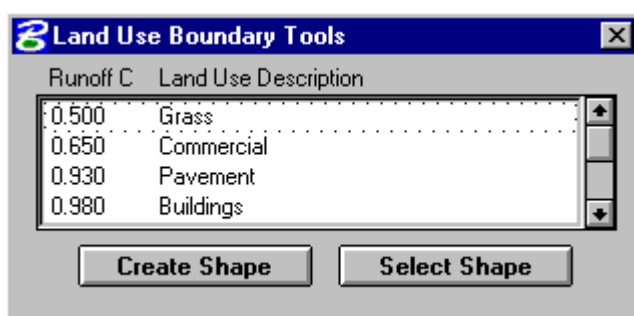 Land Use Boundary Tools
Runoff C Land Use Description
0.500 Grass
0.650 Commercial
0.930 Pavement
0.980 Buildings
Create Shape Select Shape